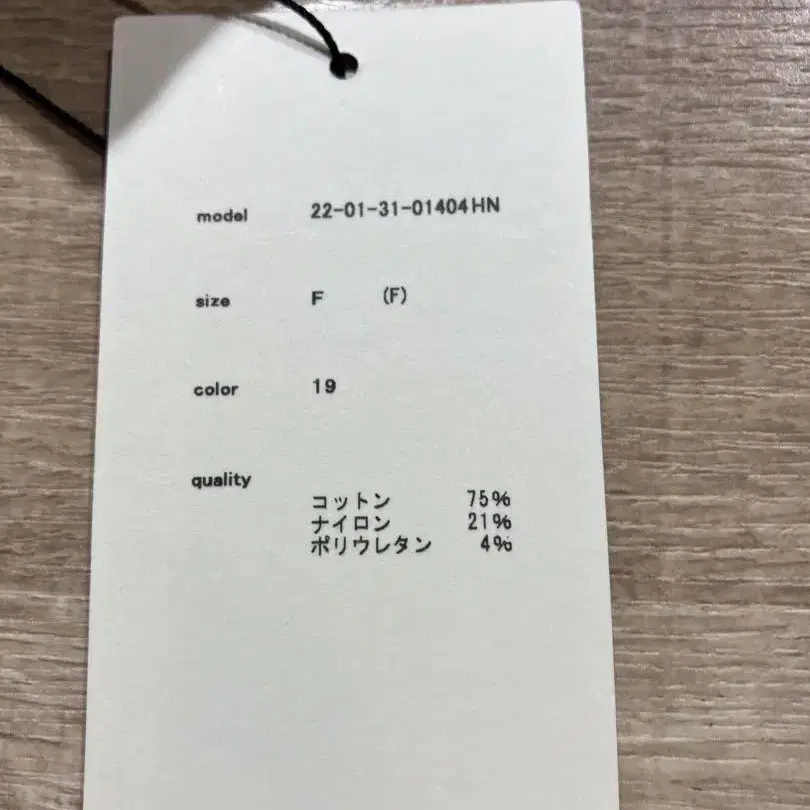 model 22-01-31-01404HN
size F (F)
color 19
quality
コットン 75%
ナイロン 21%
ポリウレタン 4%